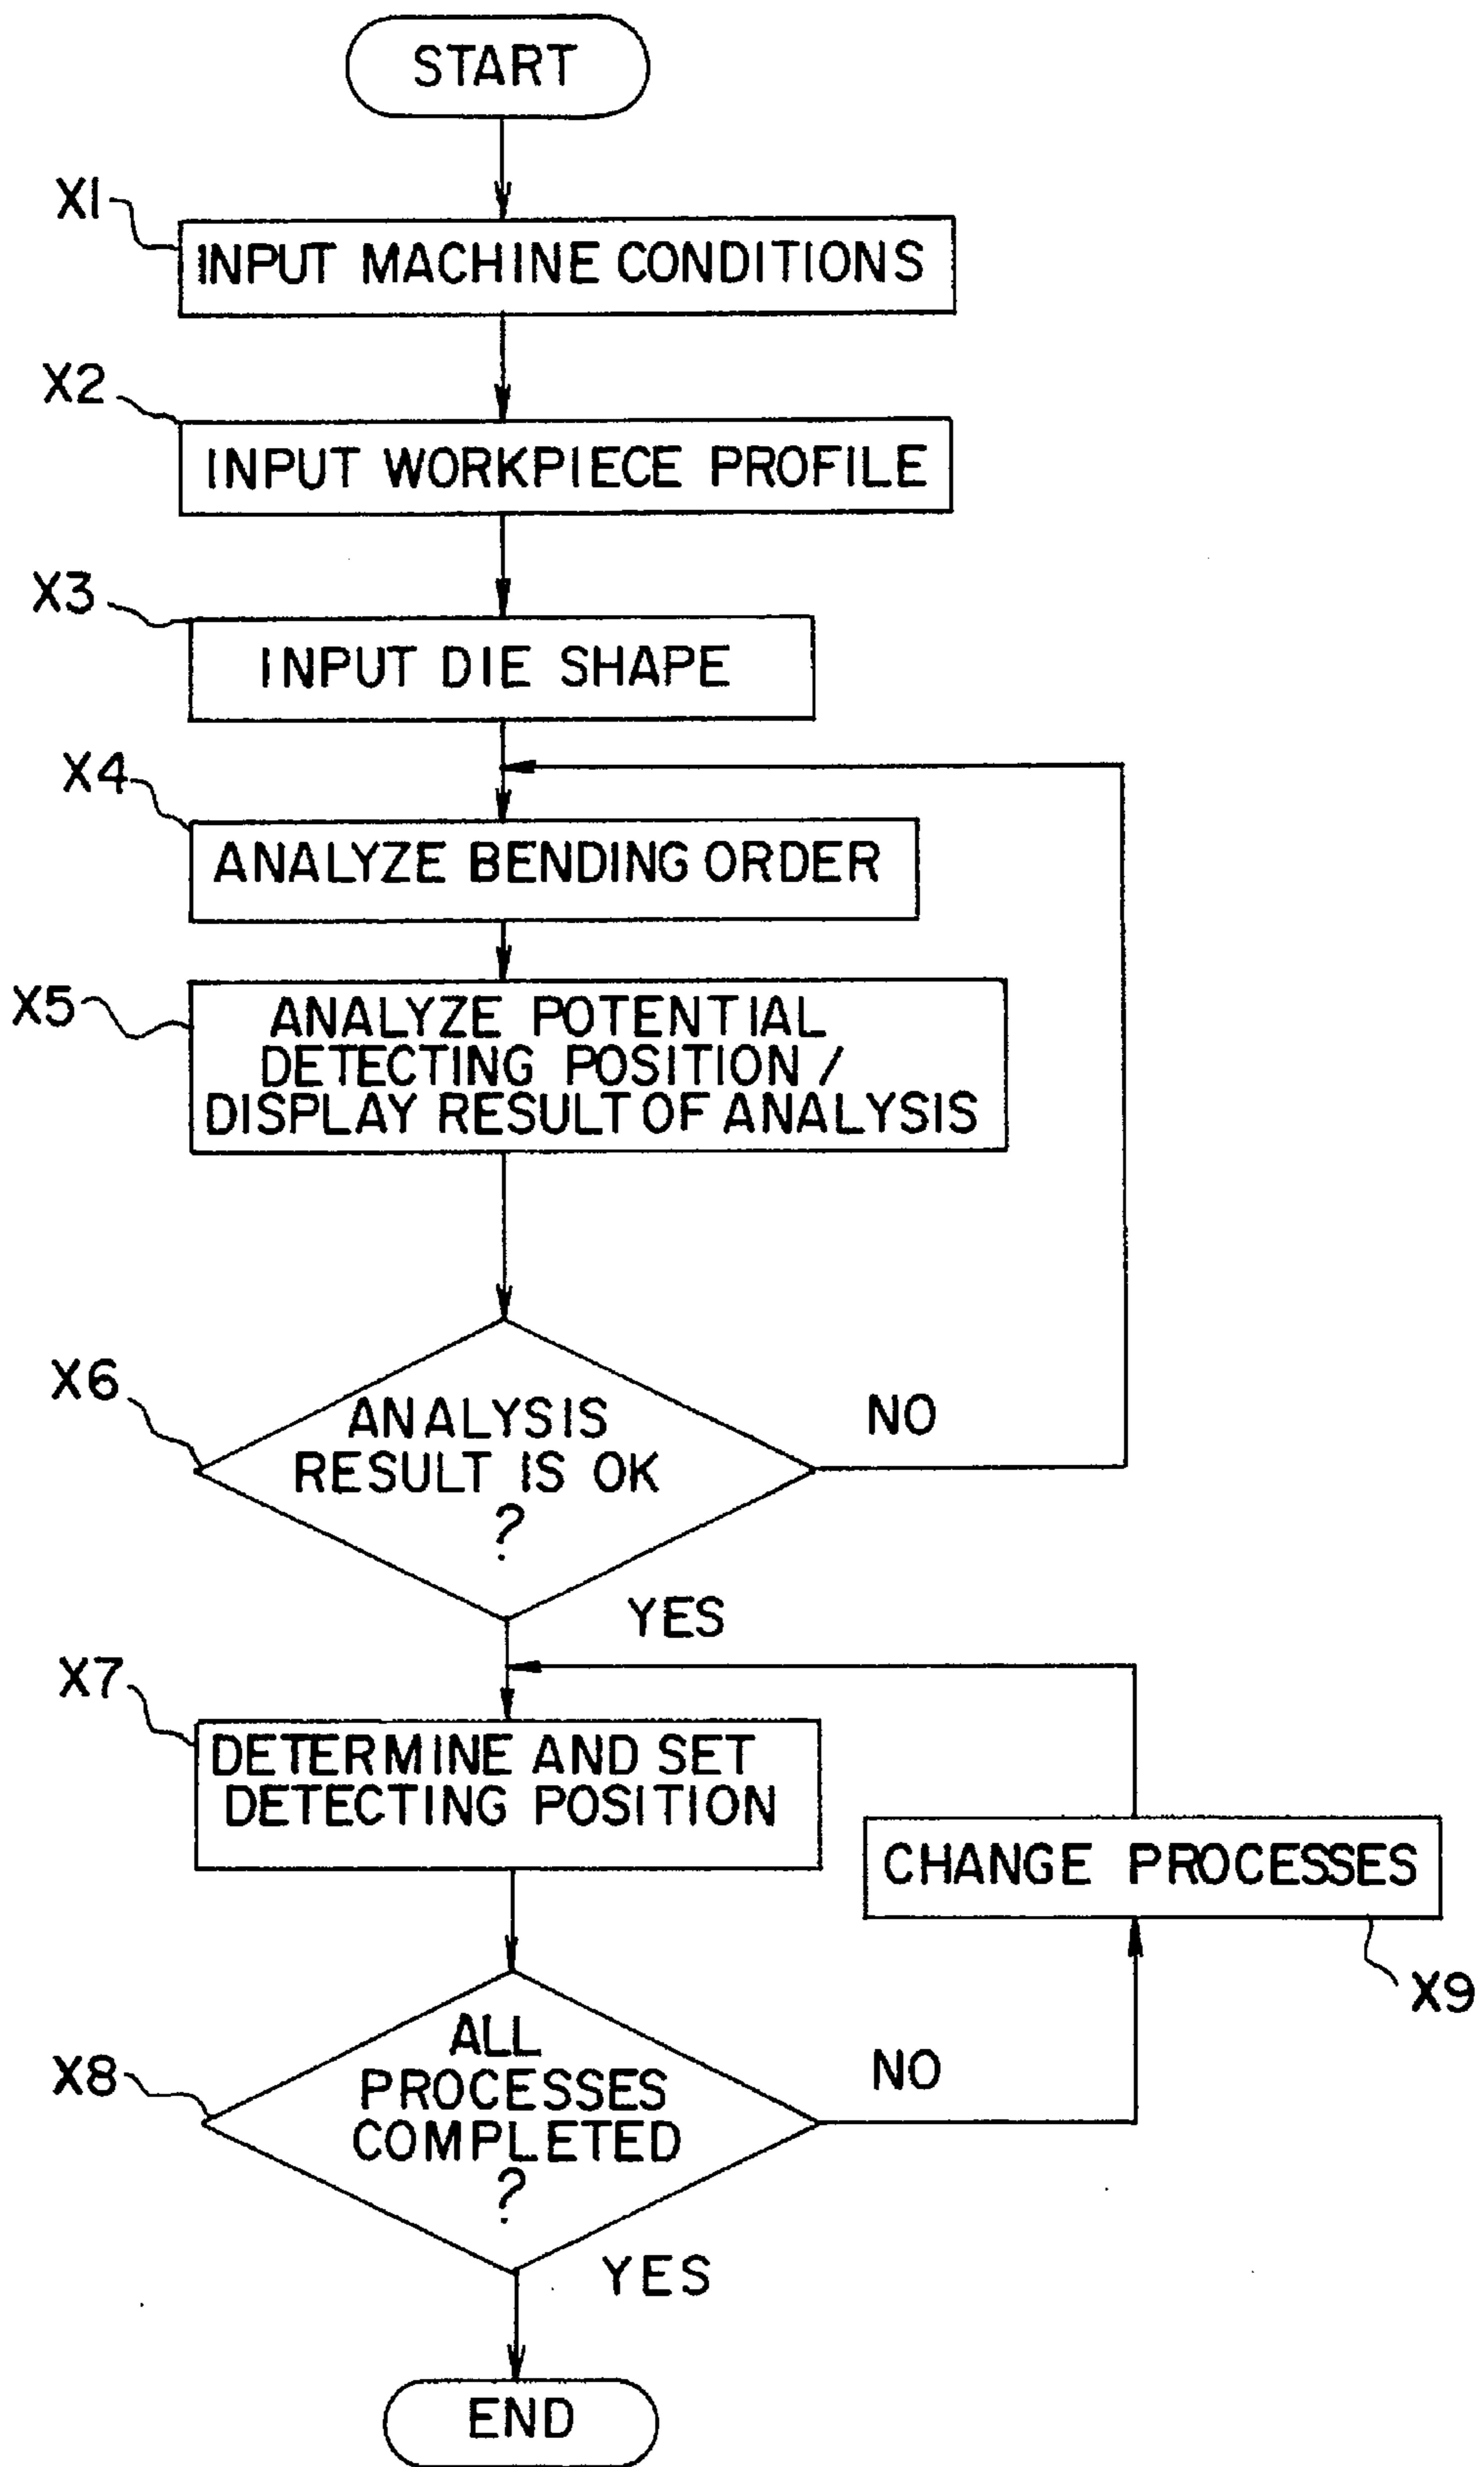 START
X1
INPUT MACHINE CONDITIONS
X2
INPUT WORKPIECE PROFILE
X3
INPUT DIE SHAPE
X4
ANALYZE BENDING ORDER
X5
ANALYZE POTENTIAL
DETECTING POSITION /
DISPLAY RESULT OF ANALYSIS
X6
ANALYSIS
RESULT IS OK
?
NO
YES
X7
DETERMINE AND SET
DETECTING POSITION
CHANGE PROCESSES
X9
X8
ALL
PROCESSES
COMPLETED
?
NO
YES
END